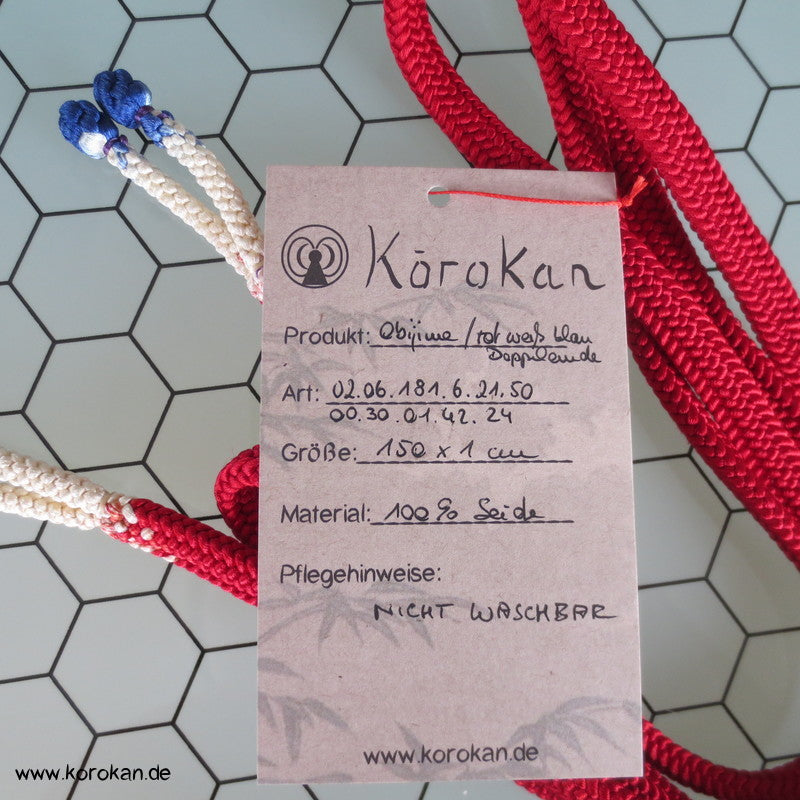 Kōrokan
Produkt: Obijime / rot weiß blau
Doppelende
Art: 02.06.181.6.21.50
00.30.01.42.24
Größe: 150 x 1 cm
Material: 100% Seide
Pflegehinweise:
NICHT WASCHBAR
www.korokan.de
www.korokan.de